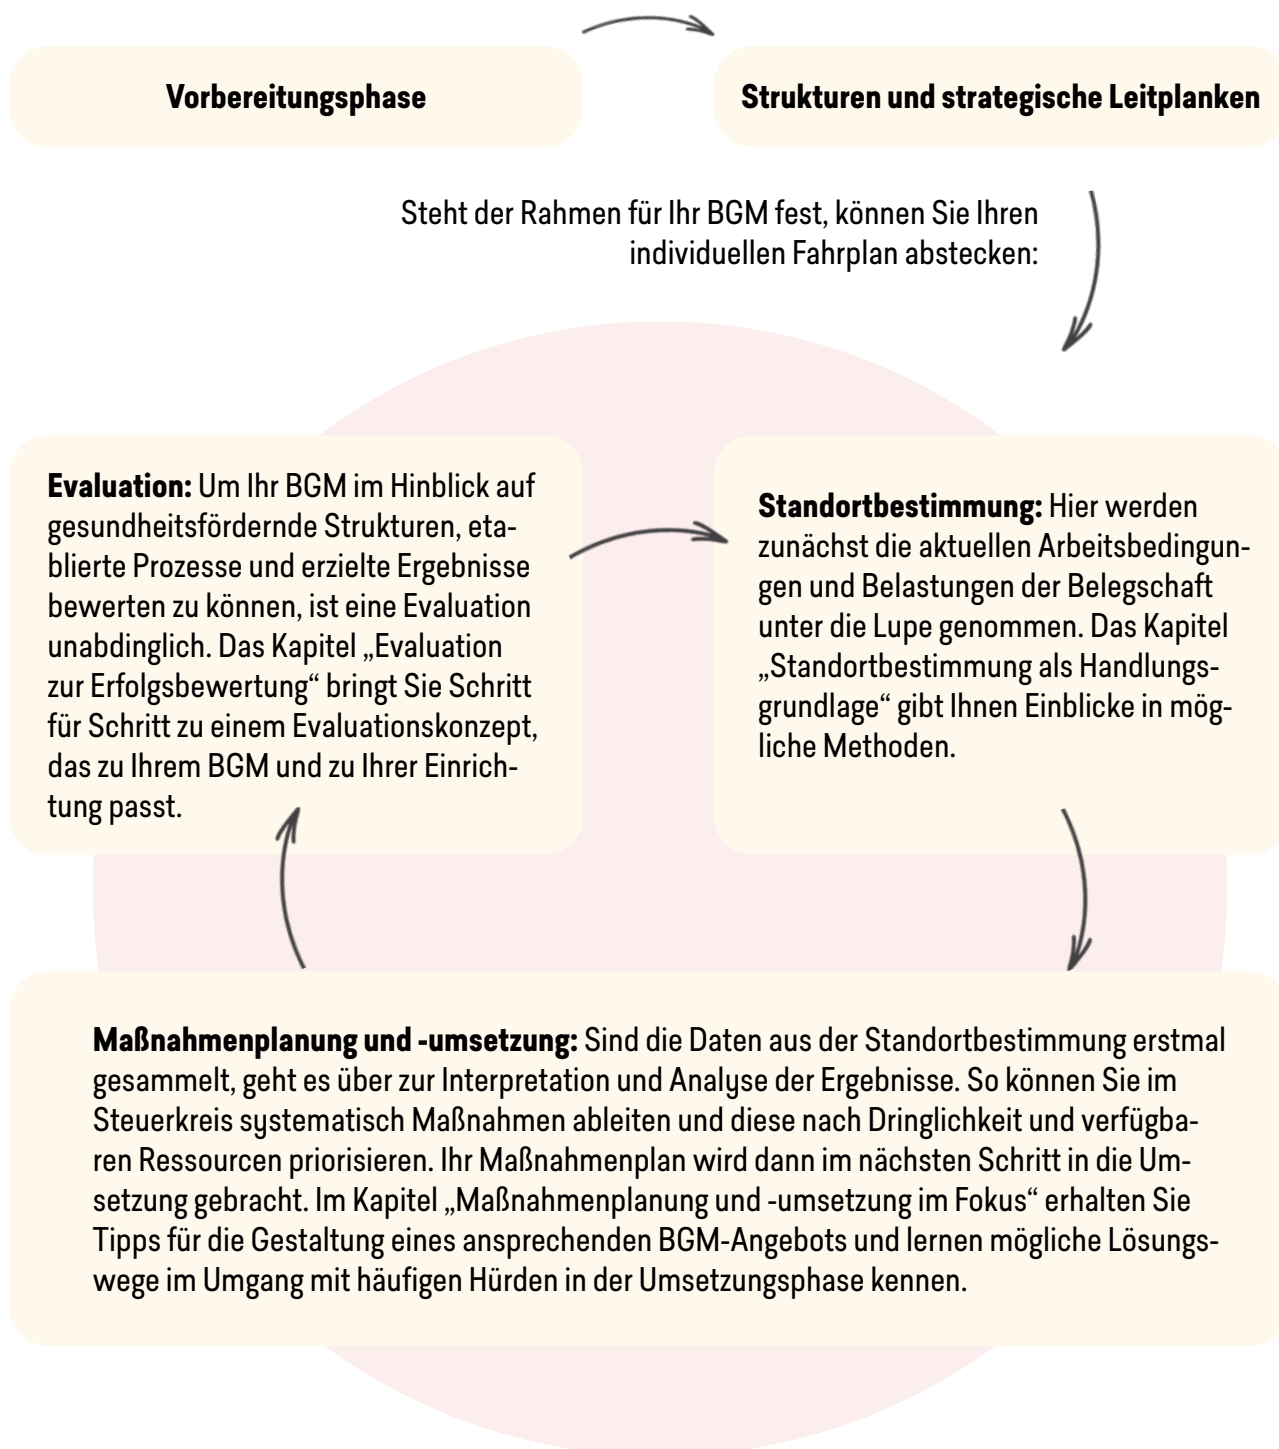 Vorbereitungsphase
Strukturen und strategische Leitplanken
Steht der Rahmen für Ihr BGM fest, können Sie Ihren
individuellen Fahrplan abstecken:
Evaluation: Um Ihr BGM im Hinblick auf
gesundheitsfördernde Strukturen, eta-
blierte Prozesse und erzielte Ergebnisse
bewerten zu können, ist eine Evaluation
unabdinglich. Das Kapitel „Evaluation
zur Erfolgsbewertung“ bringt Sie Schritt
für Schritt zu einem Evaluationskonzept,
das zu Ihrem BGM und zu Ihrer Einrich-
tung passt.
Standortbestimmung: Hier werden
zunächst die aktuellen Arbeitsbedingun-
gen und Belastungen der Belegschaft
unter die Lupe genommen. Das Kapitel
„Standortbestimmung als Handlungs-
grundlage“ gibt Ihnen Einblicke in mög-
liche Methoden.
Maßnahmenplanung und -umsetzung: Sind die Daten aus der Standortbestimmung erstmal
gesammelt, geht es über zur Interpretation und Analyse der Ergebnisse. So können Sie im
Steuerkreis systematisch Maßnahmen ableiten und diese nach Dringlichkeit und verfügba-
ren Ressourcen priorisieren. Ihr Maßnahmenplan wird dann im nächsten Schritt in die Um-
setzung gebracht. Im Kapitel „Maßnahmenplanung und -umsetzung im Fokus“ erhalten Sie
Tipps für die Gestaltung eines ansprechenden BGM-Angebots und lernen mögliche Lösungs-
wege im Umgang mit häufigen Hürden in der Umsetzungsphase kennen.